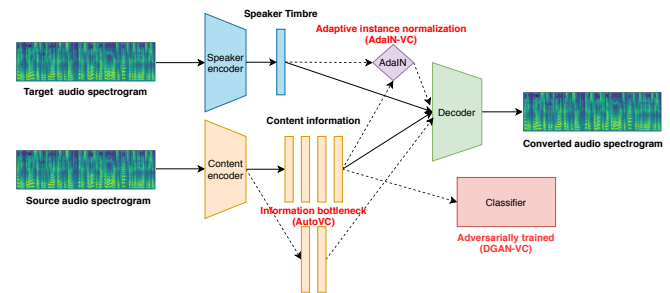 Speaker Timbre
Adaptive instance normalization)
(AdaIN-VC)
Speaker
encoder
AdaIN
Target audio spectrogram
Decoder
Content information
Converted audio spectrogram
Content
encoder
Source audio spectrogram
Information bottleneck
(AutoVC)
Classifier
Adversarially trained
(DGAN-VC)